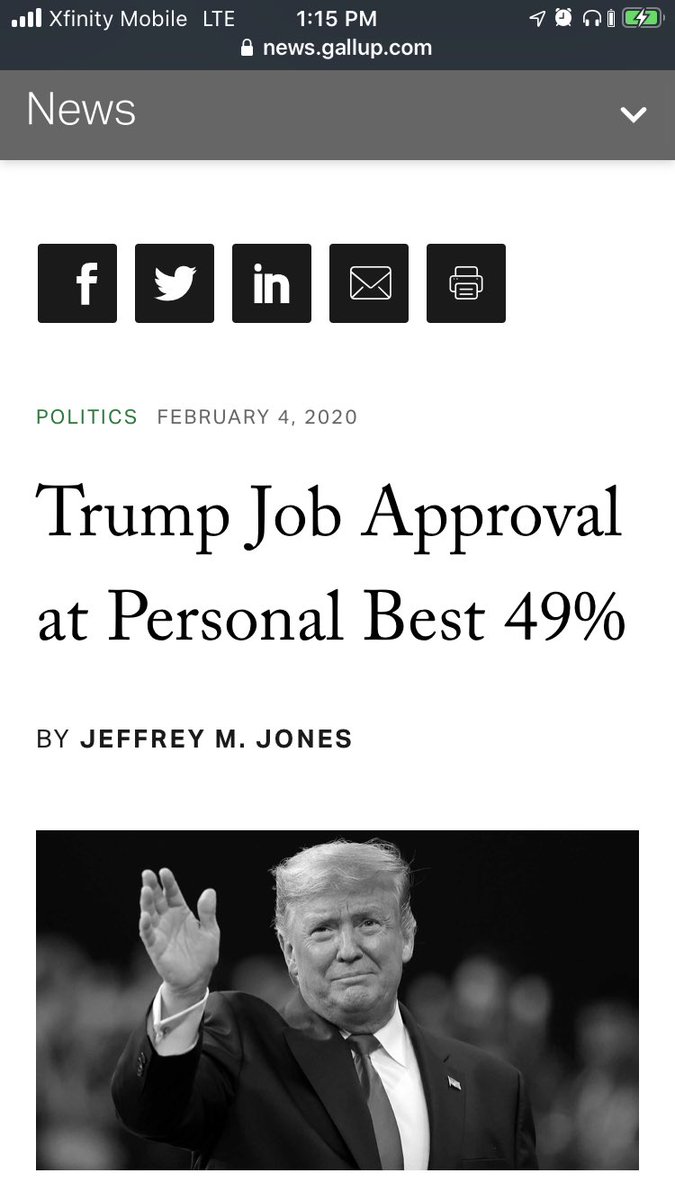 Xfinity Mobile LTE 1:15 PM
news.gallup.com
News
f in
POLITICS FEBRUARY 4, 2020
Trump Job Approval
at Personal Best 49%
BY JEFFREY M. JONES